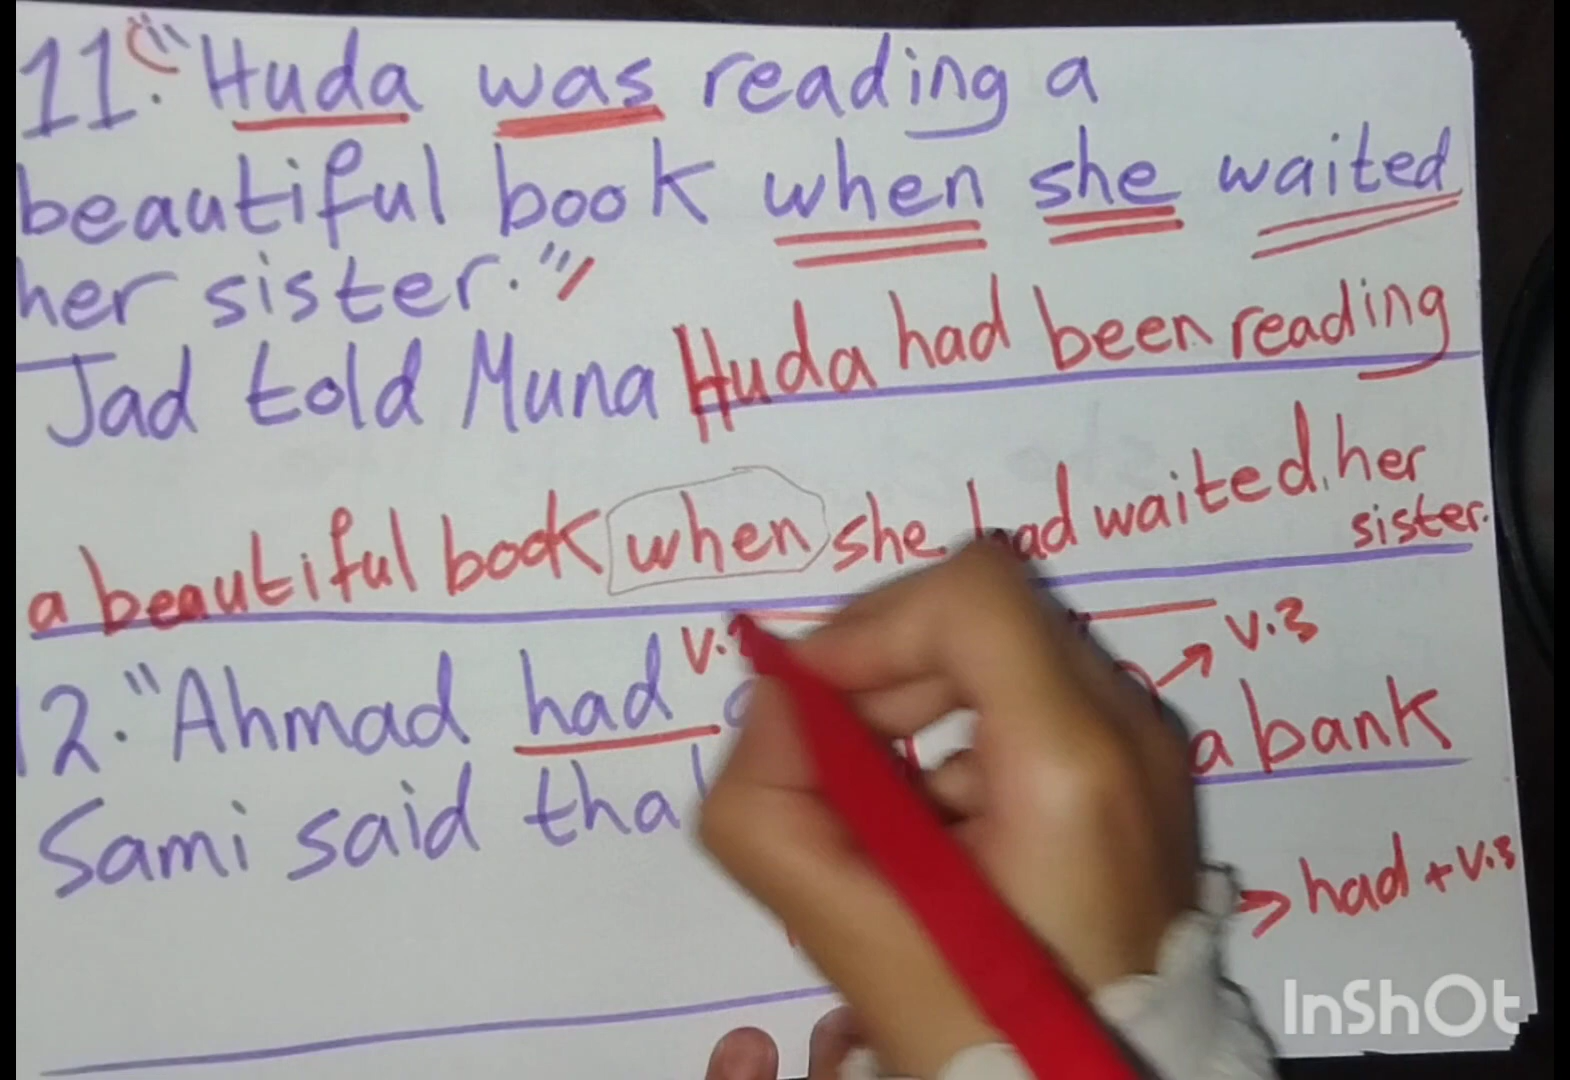 11. "Huda was reading a
beautiful book when she waited
her sister."
Jad told Muna Huda had been reading
a beautiful book when she had waited her
sister.
V.3
12. "Ahmad had
a bank
Sami said that
had + V.3
InShOt